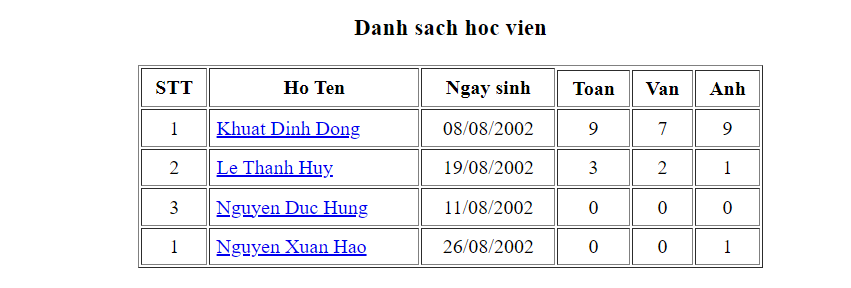 Danh sach hoc vien
STT Ho Ten Ngay sinh Toan Van Anh
1 Khuat Dinh Dong 08/08/2002 9 7 9
2 Le Thanh Huy 19/08/2002 3 2 1
3 Nguyen Duc Hung 11/08/2002 0 0 0
1 Nguyen Xuan Hao 26/08/2002 0 0 1